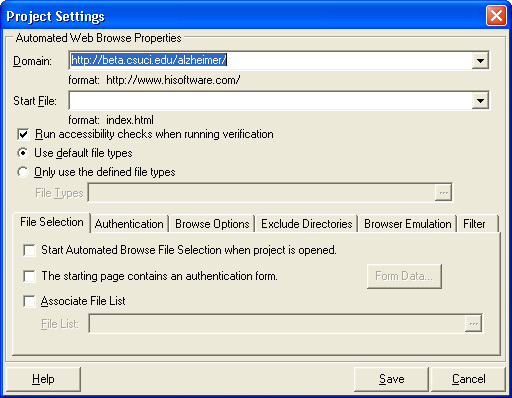 Project Settings
Automated Web Browse Properties
Domain: http://beta.csuci.edu/alzheimer/
format: http://www.hisoftware.com/
Start File:
format: index.html
Run accessibility checks when running verification
Use default file types
Only use the defined file types
File Types ...
File Selection Authentication Browse Options Exclude Directories Browser Emulation Filter
Start Automated Browse File Selection when project is opened.
The starting page contains an authentication form. Form Data...
Associate File List
File List: ...
Help Save Cancel